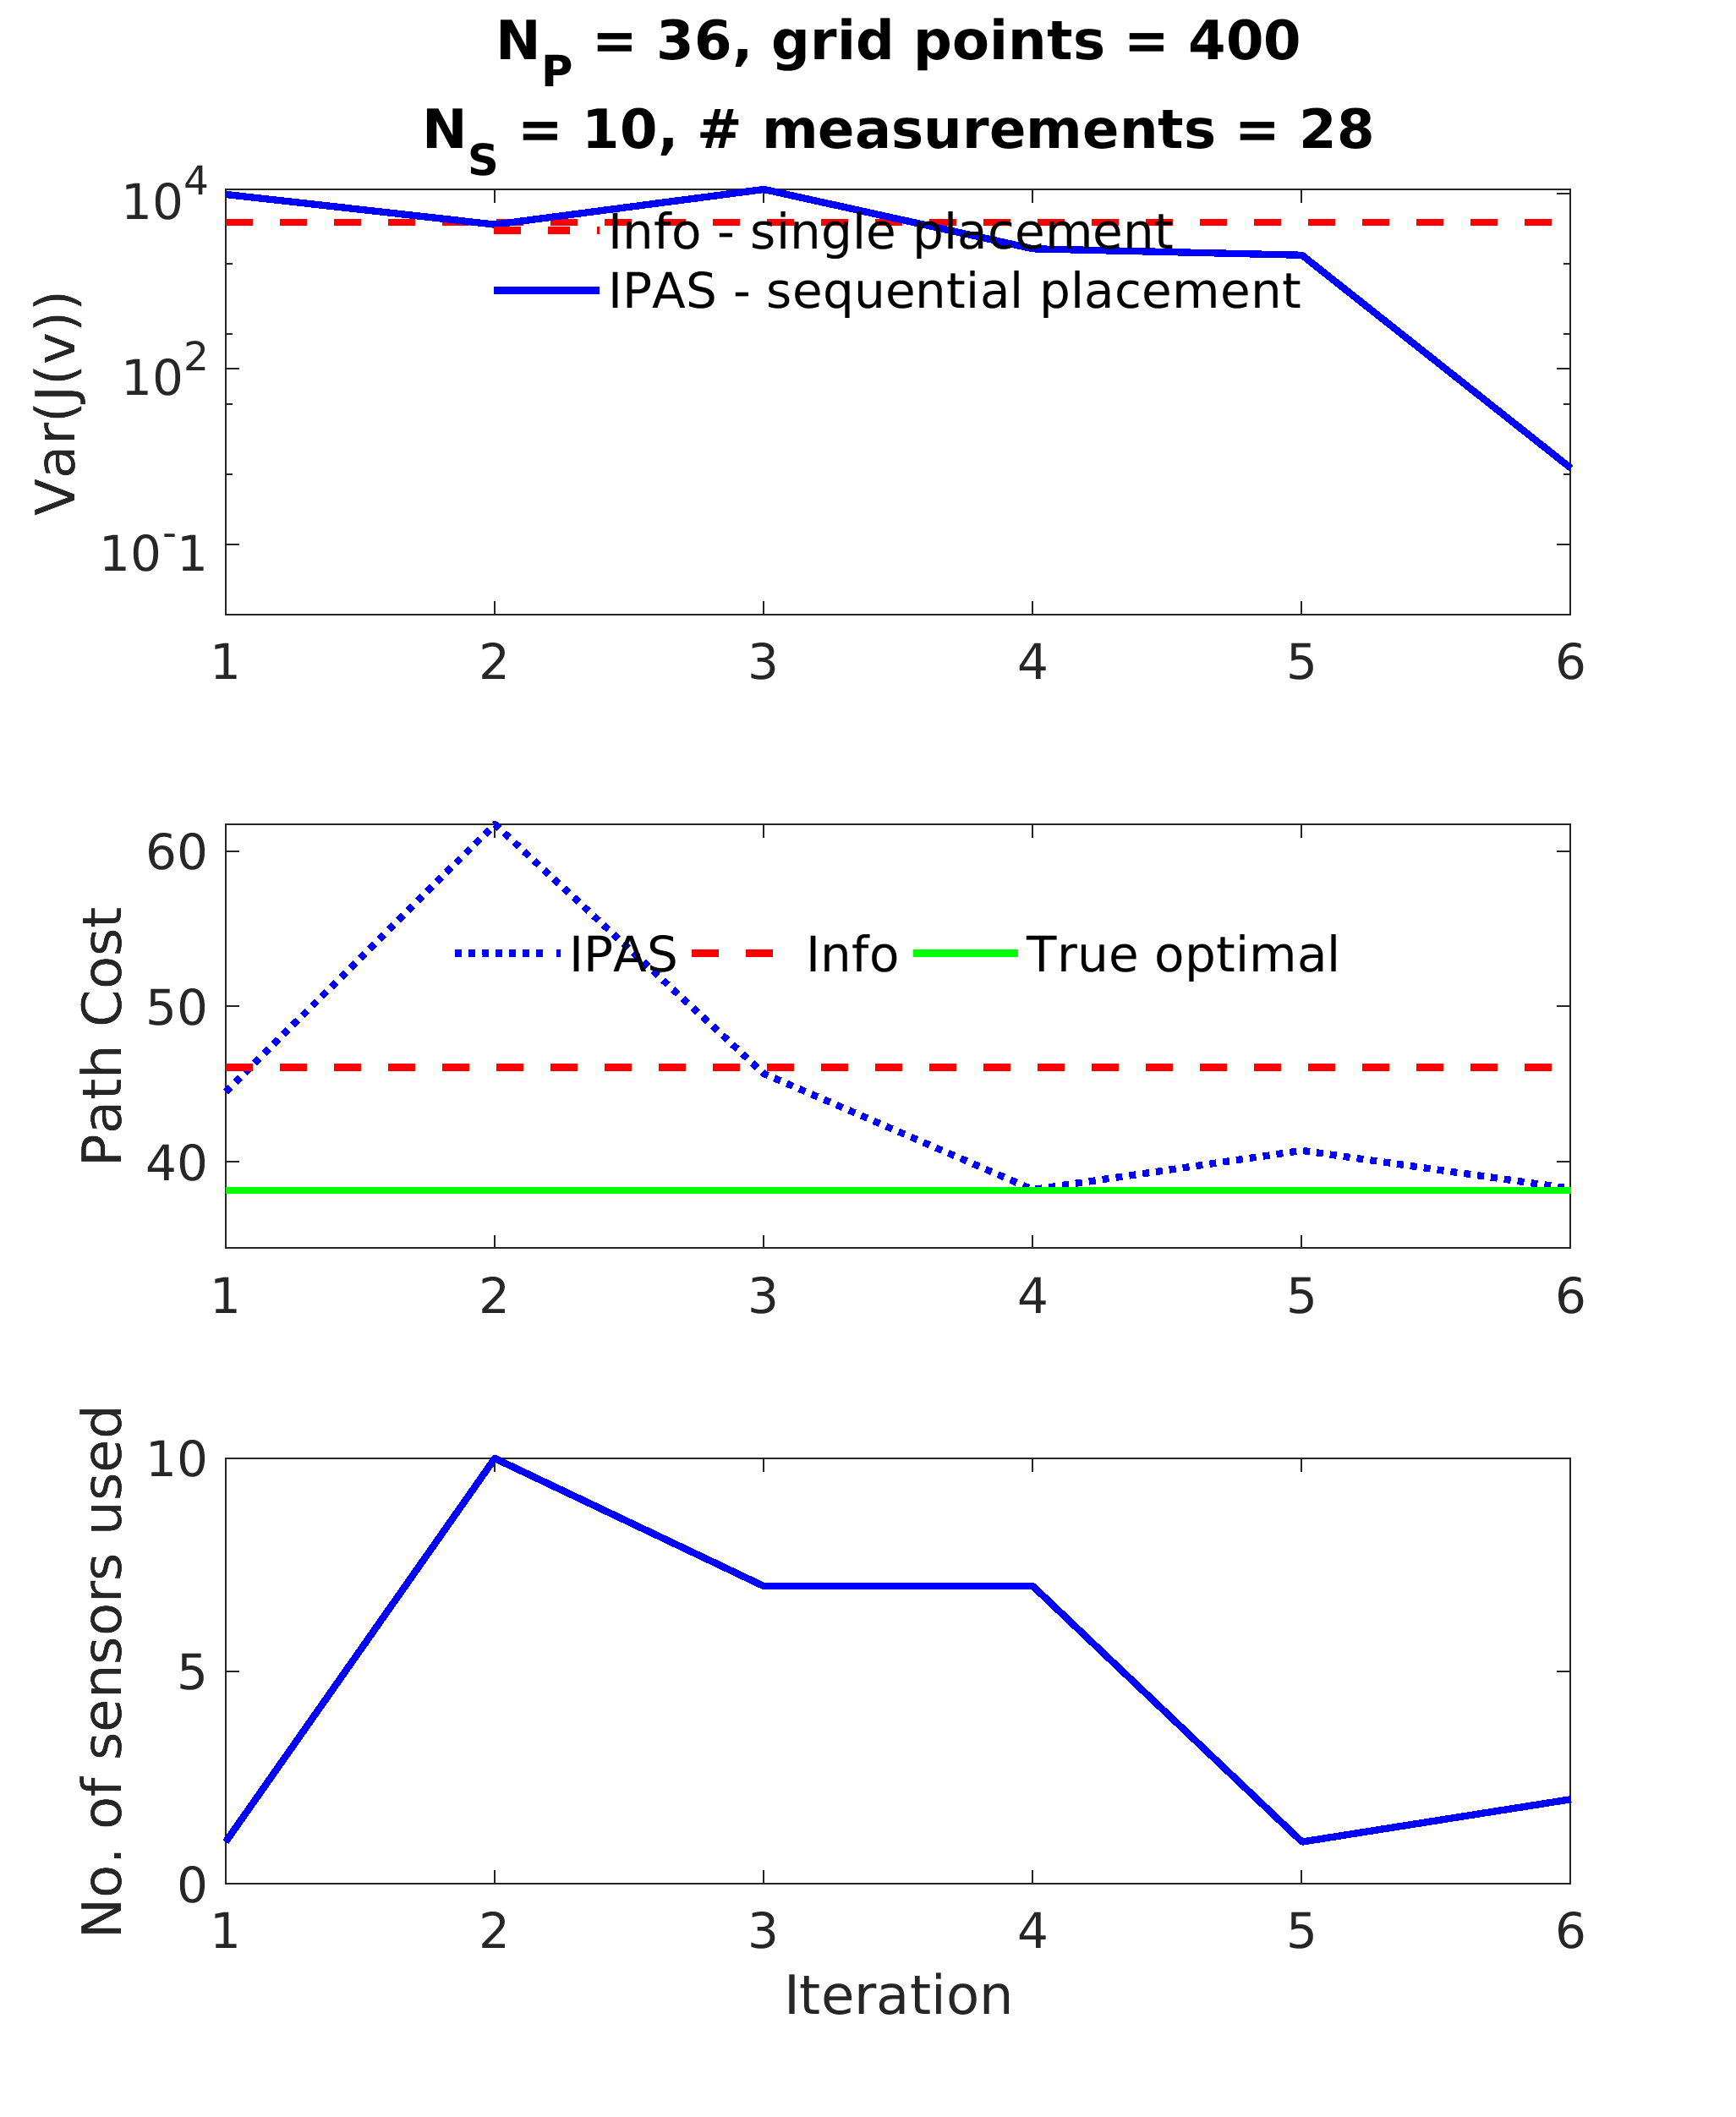 N_P = 36, grid points = 400
N_S = 10, # measurements = 28
Var(J(v))
10^4
10^2
10^-1
Info - single placement
IPAS - sequential placement
1 2 3 4 5 6
Path Cost
60
50
40
IPAS Info True optimal
1 2 3 4 5 6
No. of sensors used
10
5
0
1 2 3 4 5 6
Iteration